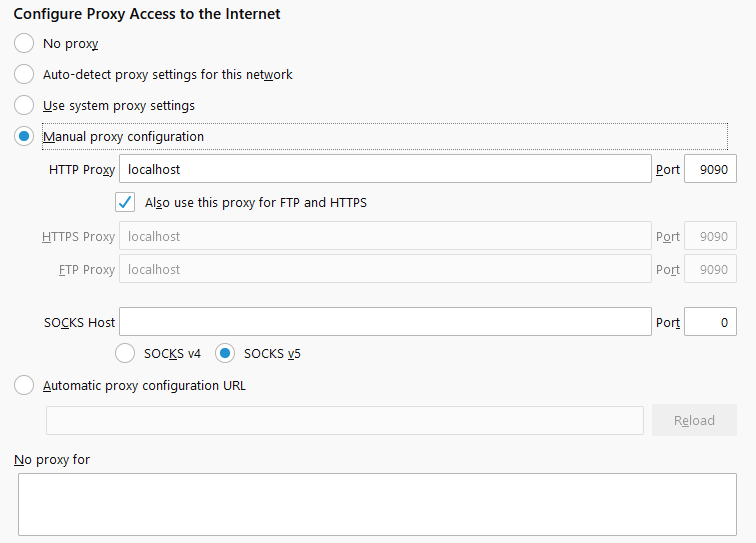 Configure Proxy Access to the Internet
No proxy
Auto-detect proxy settings for this network
Use system proxy settings
Manual proxy configuration
HTTP Proxy localhost Port 9090
Also use this proxy for FTP and HTTPS
HTTPS Proxy localhost Port 9090
FTP Proxy localhost Port 9090
SOCKS Host Port 0
SOCKS v4 SOCKS v5
Automatic proxy configuration URL
Reload
No proxy for